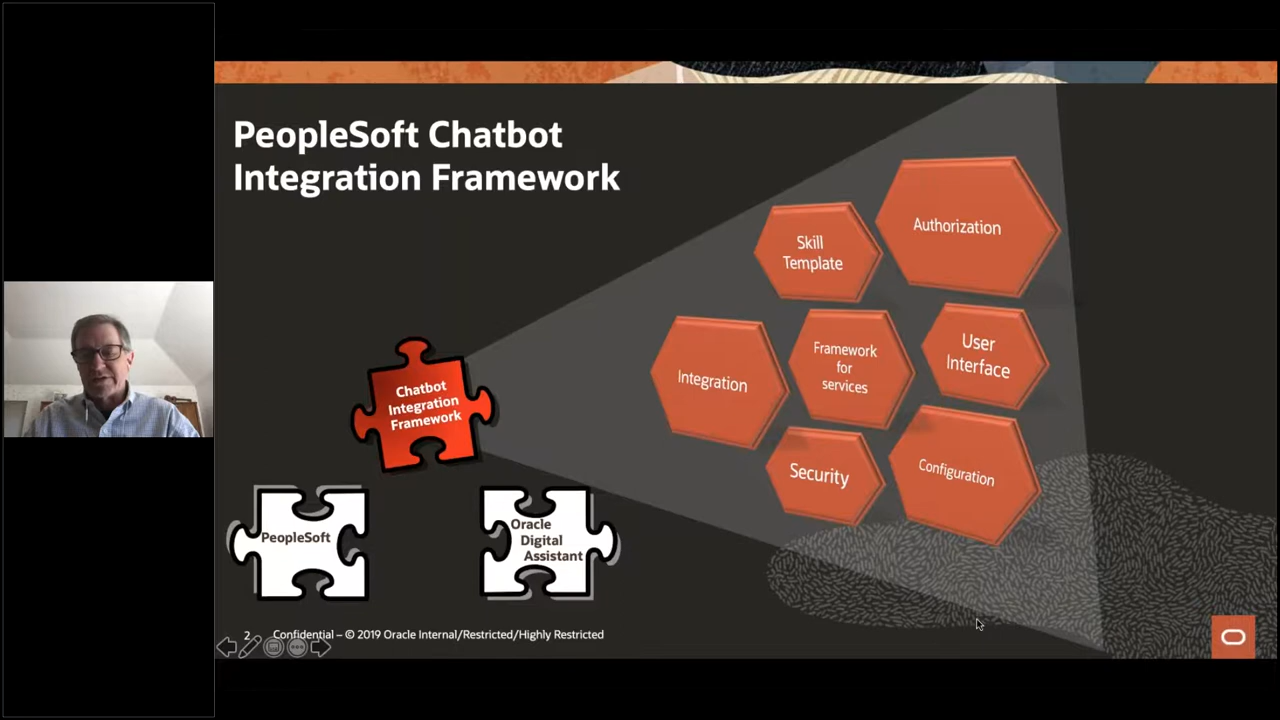 PeopleSoft Chatbot
Integration Framework
Authorization
Skill
Template
User
Interface
Framework
for
services
Integration
Chatbot
Integration
Framework
Security
Configuration
PeopleSoft
Oracle
Digital
Assistant
2 Confidential – © 2019 Oracle Internal/Restricted/Highly Restricted